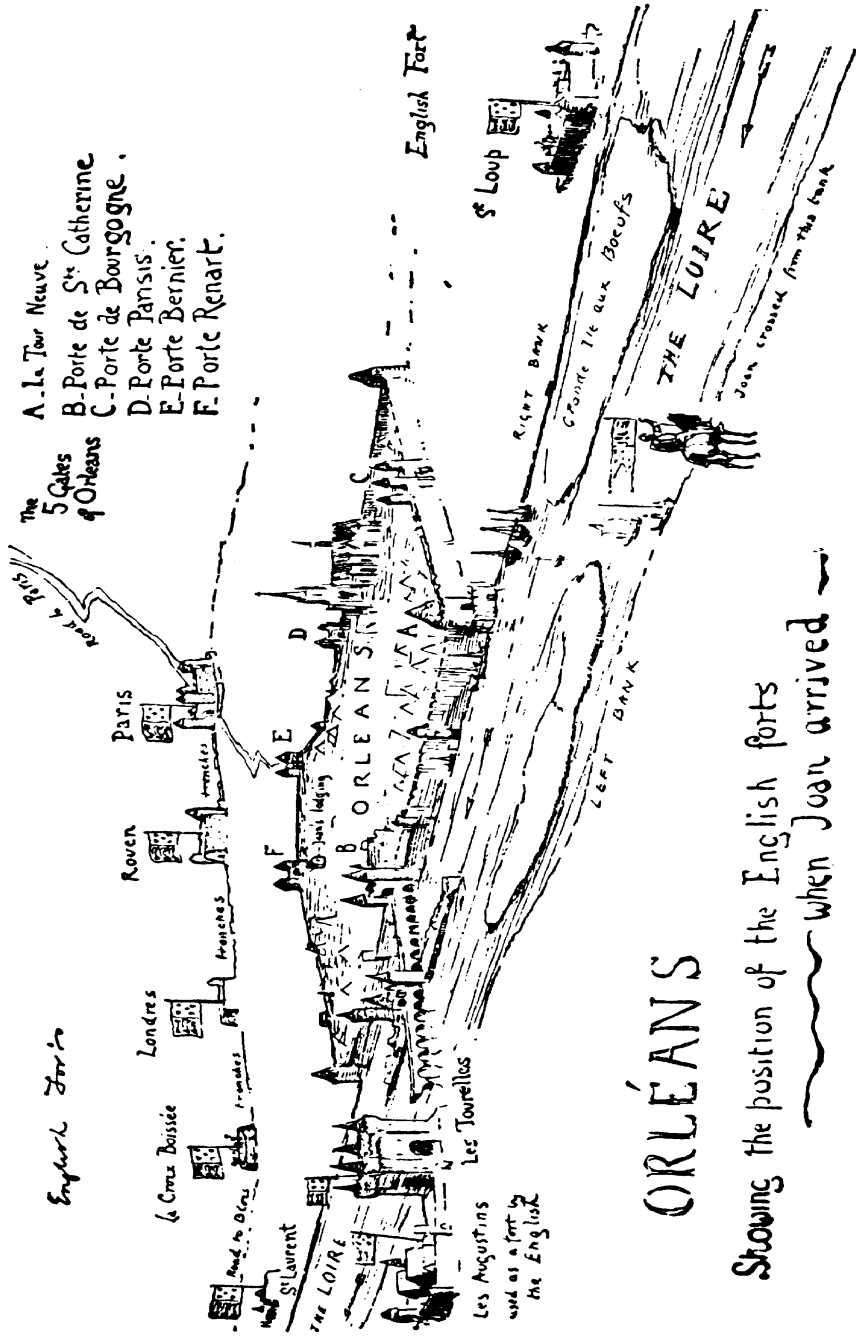 English Forts
The
5 Gates
of Orleans
A. La Tour Neuve.
B-Porte de Ste Catherine
C-Porte de Bourgogne.
D-Porte Parisis.
E-Porte Bernier.
F. Porte Renart.
Road to Paris
Paris
Rouen
Londres
la Croix Boissée
trenches
trenches
trenches
Road to Blois
St Laurent
THE LOIRE
F
E
D
C
Joan's lodging
B
ORLEANS
A
English Fort
St Loup
RIGHT BANK
Grande Ile aux Boeufs
THE LOIRE
Joan crossed from this bank
LEFT BANK
Les Tourelles
Les Augustins
used as a fort by
the English
ORLÉANS
Showing the position of the English forts
when Joan arrived